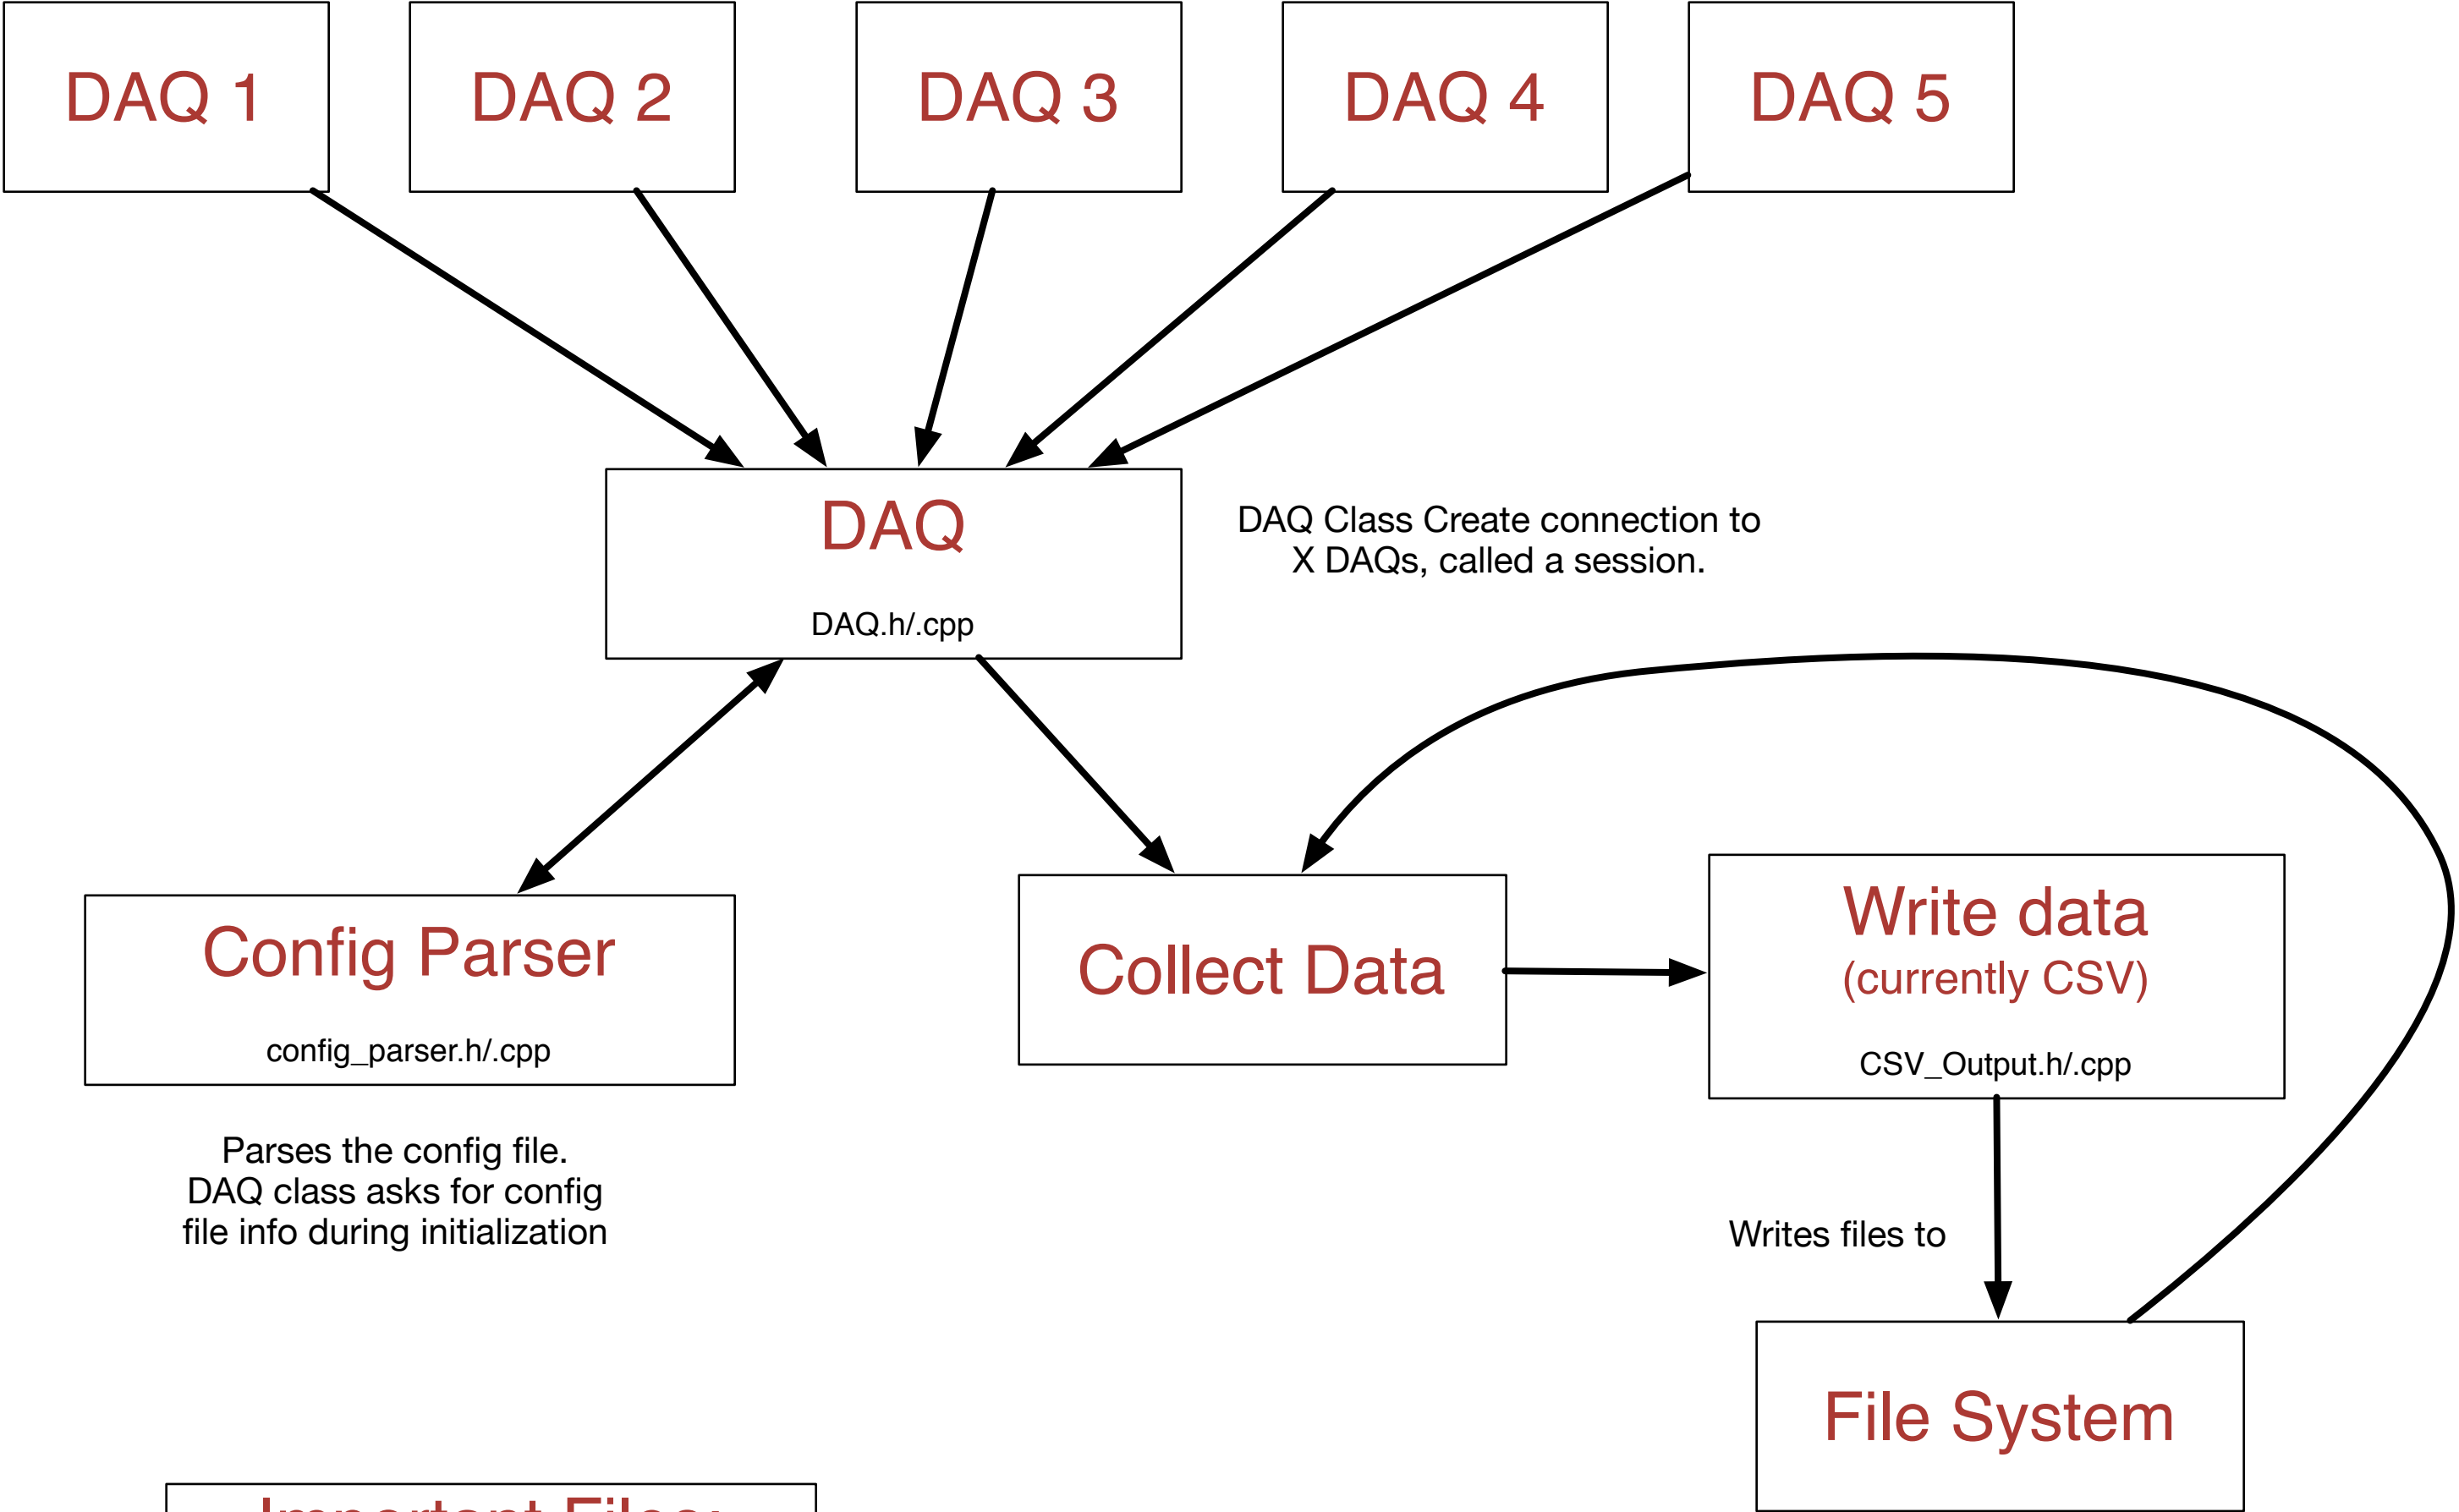 DAQ 1
DAQ 2
DAQ 3
DAQ 4
DAQ 5
DAQ
DAQ.h/.cpp
DAQ Class Create connection to
X DAQs, called a session.
Config Parser
config_parser.h/.cpp
Parses the config file.
DAQ class asks for config
file info during initialization
Collect Data
Write data
(currently CSV)
CSV_Output.h/.cpp
Writes files to
File System
Important Files: